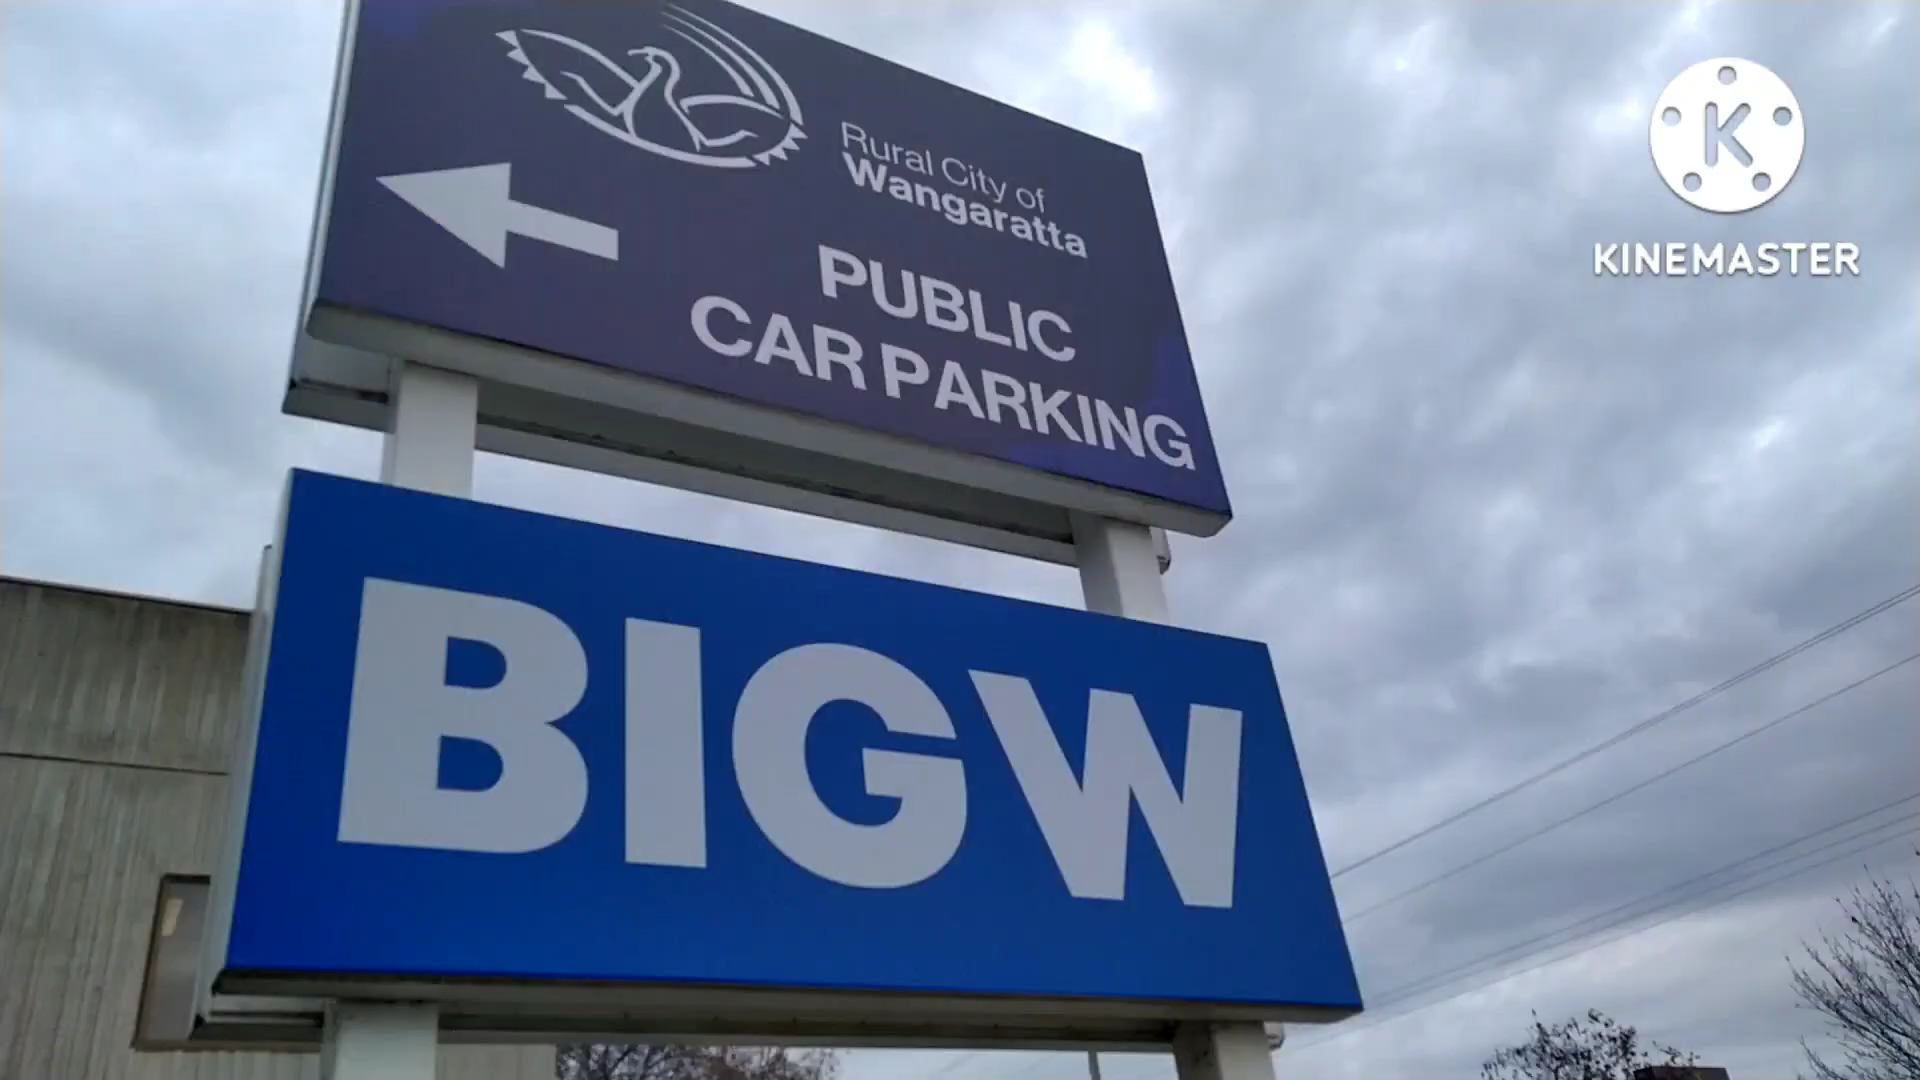 Rural City of
Wangaratta
PUBLIC
CAR PARKING
BIGW
K
KINEMASTER